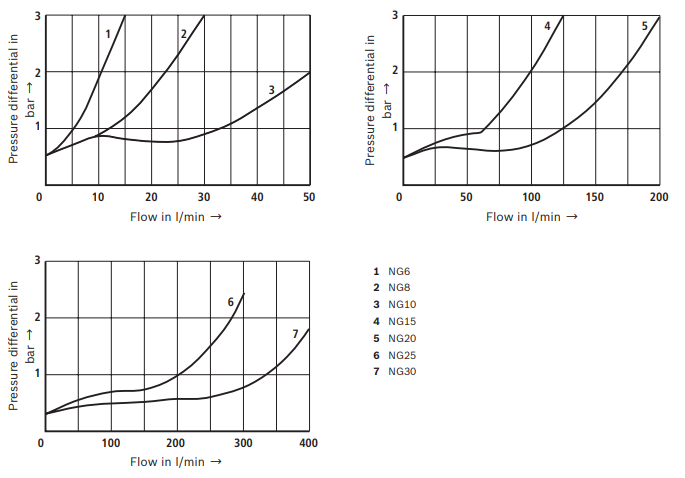 3
2
1
0
10
20
30
40
50
1
2
3
Pressure differential in
bar →
Flow in l/min →
3
2
1
0
50
100
150
200
4
5
Pressure differential in
bar →
Flow in l/min →
3
2
1
0
100
200
300
400
6
7
Pressure differential in
bar →
Flow in l/min →
1 NG6
2 NG8
3 NG10
4 NG15
5 NG20
6 NG25
7 NG30